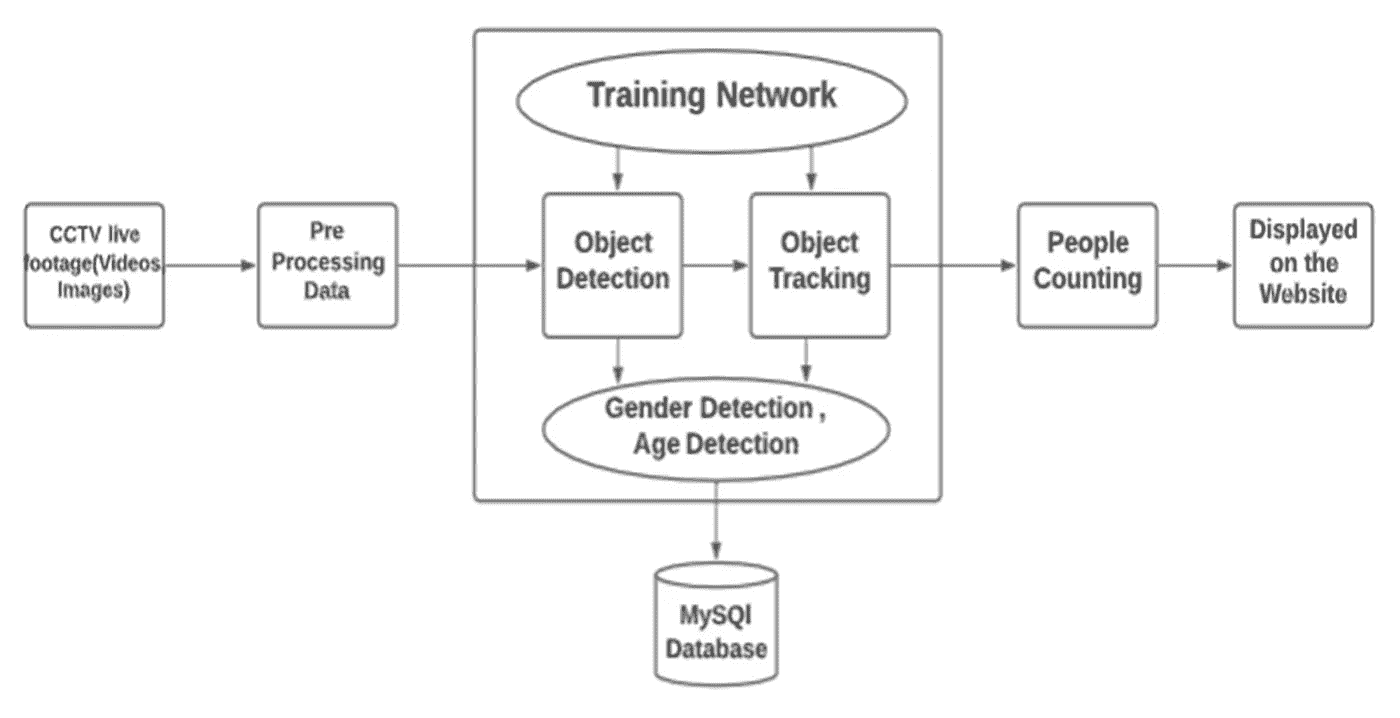 Training Network
CCTV live
footage(Videos,
Images)
Pre
Processing
Data
Object
Detection
Object
Tracking
People
Counting
Displayed
on the
Website
Gender Detection ,
Age Detection
MySQl
Database